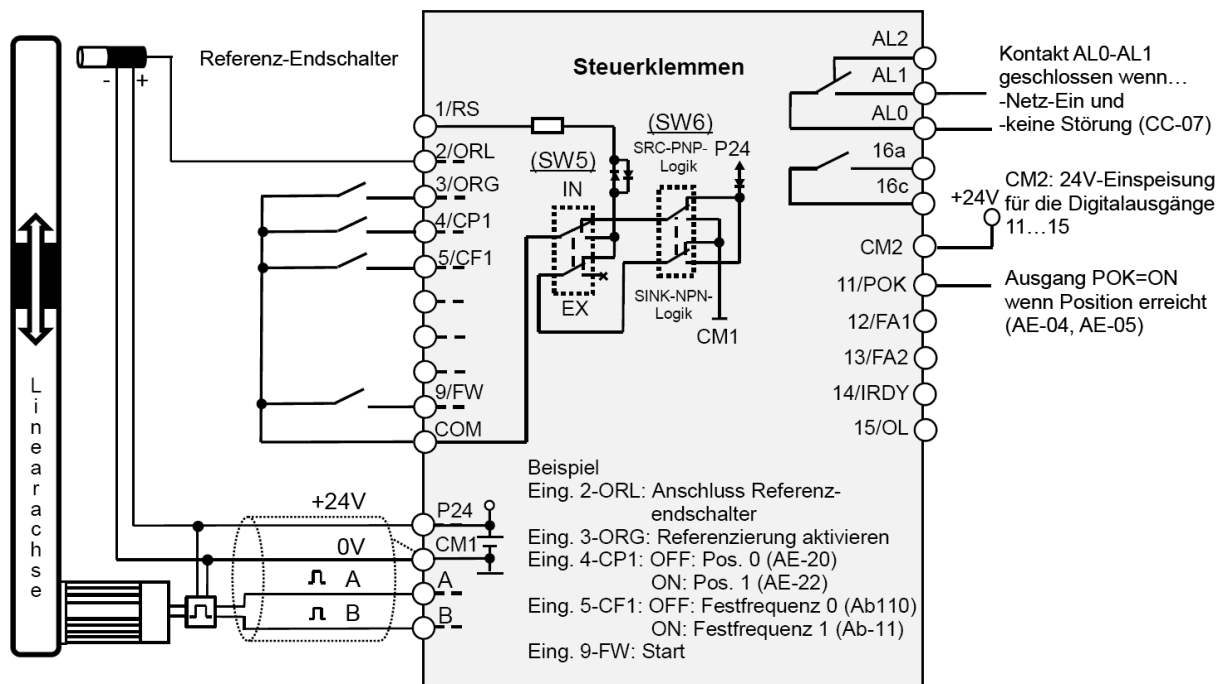 Referenz-Endschalter
- +
Linearachse
Steuerklemmen
1/RS
2/ORL
3/ORG
4/CP1
5/CF1
9/FW
COM
(SW5)
IN
EX
(SW6)
SRC-PNP-
Logik
P24
SINK-NPN-
Logik
CM1
AL2
AL1
AL0
16a
16c
+24V
CM2
11/POK
12/FA1
13/FA2
14/IRDY
15/OL
Kontakt AL0-AL1
geschlossen wenn…
-Netz-Ein und
-keine Störung (CC-07)
CM2: 24V-Einspeisung
für die Digitalausgänge
11…15
Ausgang POK=ON
wenn Position erreicht
(AE-04, AE-05)
+24V
0V
A
B
P24
CM1
A
B
Beispiel
Eing. 2-ORL: Anschluss Referenz-
endschalter
Eing. 3-ORG: Referenzierung aktivieren
Eing. 4-CP1: OFF: Pos. 0 (AE-20)
ON: Pos. 1 (AE-22)
Eing. 5-CF1: OFF: Festfrequenz 0 (Ab110)
ON: Festfrequenz 1 (Ab-11)
Eing. 9-FW: Start